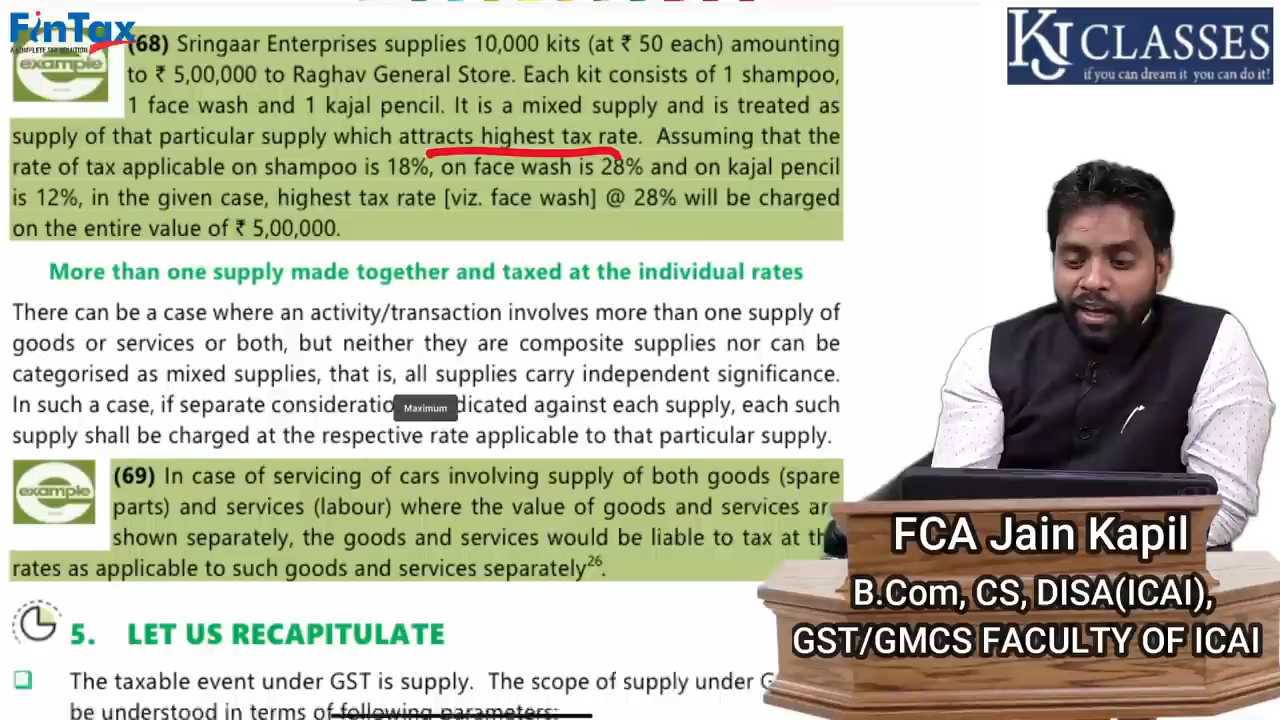 FinTax
A COMPLETE TAX SOLUTION
KJ CLASSES
if you can dream it you can do it!
example
(68) Sringaar Enterprises supplies 10,000 kits (at ₹ 50 each) amounting
to ₹ 5,00,000 to Raghav General Store. Each kit consists of 1 shampoo,
1 face wash and 1 kajal pencil. It is a mixed supply and is treated as
supply of that particular supply which attracts highest tax rate. Assuming that the
rate of tax applicable on shampoo is 18%, on face wash is 28% and on kajal pencil
is 12%, in the given case, highest tax rate [viz. face wash] @ 28% will be charged
on the entire value of ₹ 5,00,000.
More than one supply made together and taxed at the individual rates
There can be a case where an activity/transaction involves more than one supply of
goods or services or both, but neither they are composite supplies nor can be
categorised as mixed supplies, that is, all supplies carry independent significance.
In such a case, if separate consideratio Maximum dicated against each supply, each such
supply shall be charged at the respective rate applicable to that particular supply.
example
(69) In case of servicing of cars involving supply of both goods (spare
parts) and services (labour) where the value of goods and services ar
shown separately, the goods and services would be liable to tax at th
rates as applicable to such goods and services separately26.
5. LET US RECAPITULATE
The taxable event under GST is supply. The scope of supply under G
be understood in terms of following parameters:
FCA Jain Kapil
B.Com, CS, DISA(ICAI),
GST/GMCS FACULTY OF ICAI